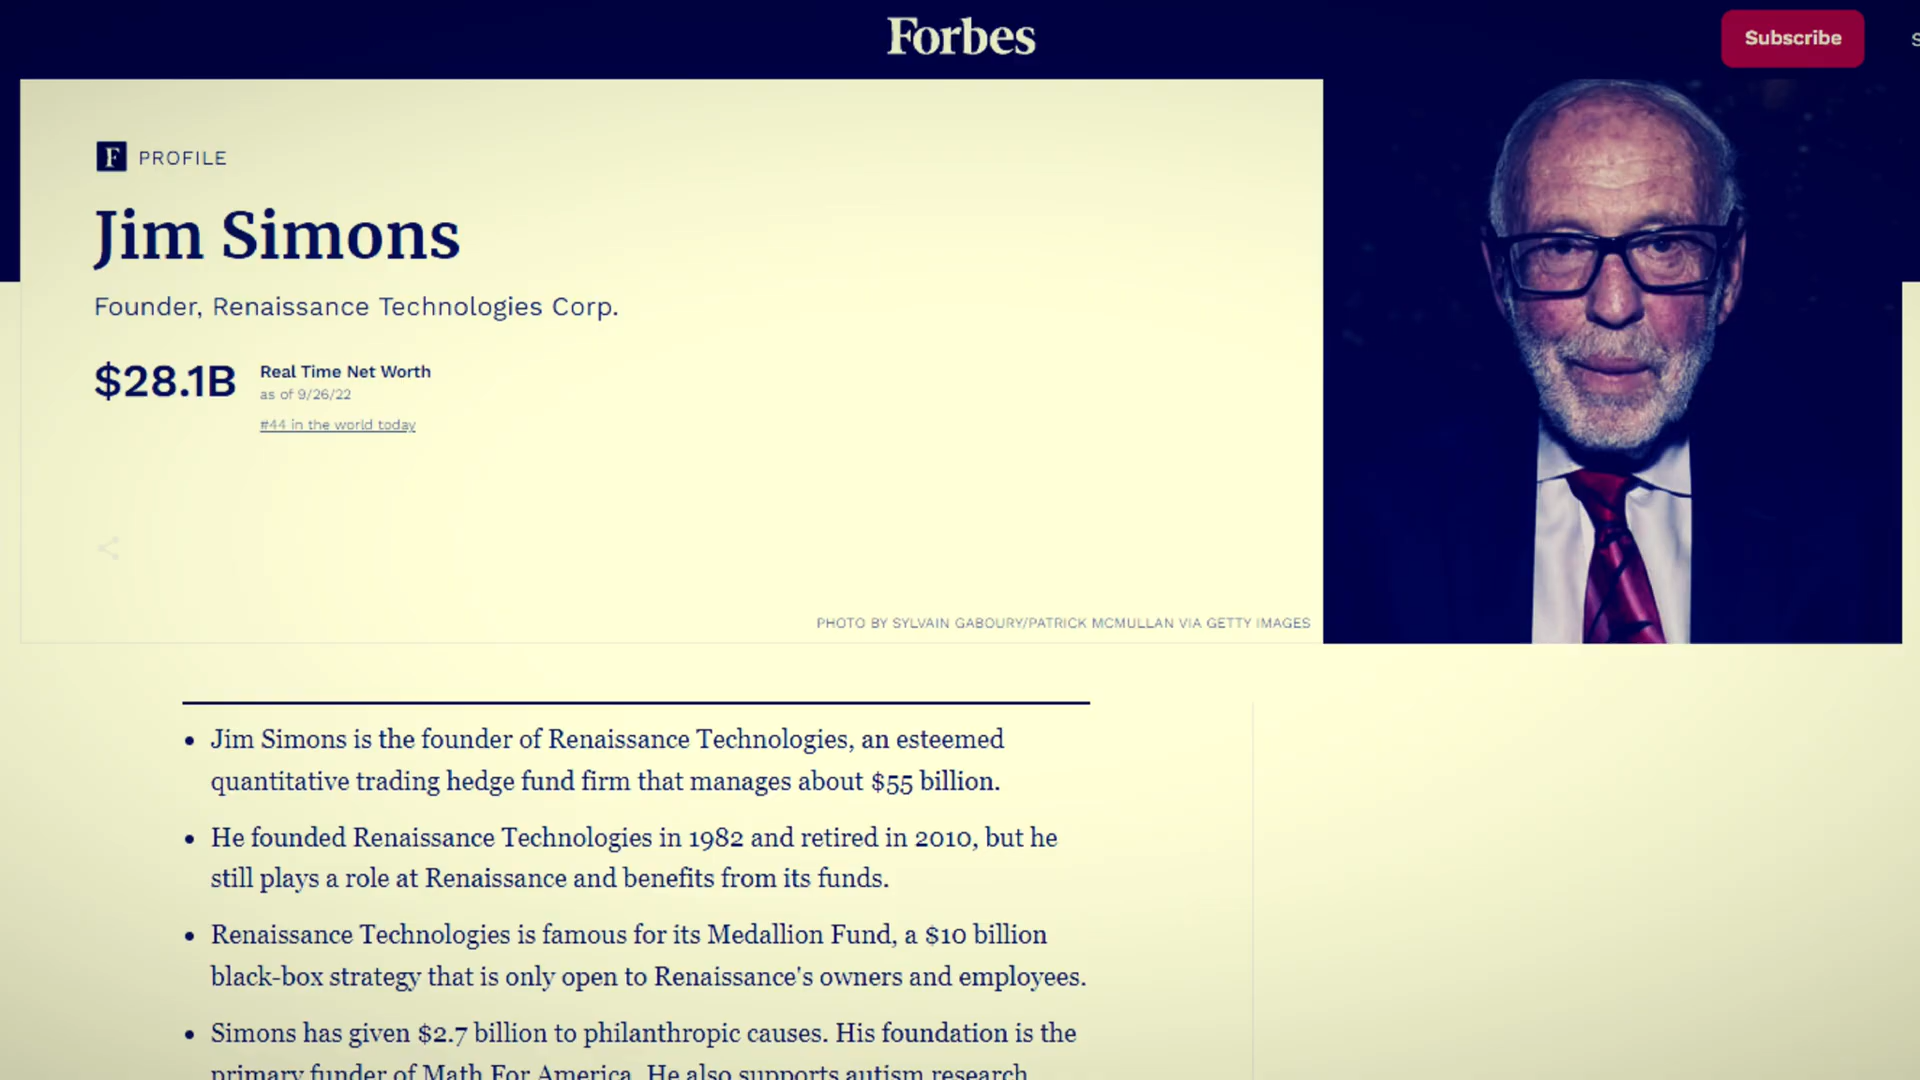 Forbes
Subscribe
S
F PROFILE
Jim Simons
Founder, Renaissance Technologies Corp.
$28.1B
Real Time Net Worth
as of 9/26/22
#44 in the world today
PHOTO BY SYLVAIN GABOURY/PATRICK MCMULLAN VIA GETTY IMAGES
• Jim Simons is the founder of Renaissance Technologies, an esteemed
quantitative trading hedge fund firm that manages about $55 billion.
• He founded Renaissance Technologies in 1982 and retired in 2010, but he
still plays a role at Renaissance and benefits from its funds.
• Renaissance Technologies is famous for its Medallion Fund, a $10 billion
black-box strategy that is only open to Renaissance's owners and employees.
• Simons has given $2.7 billion to philanthropic causes. His foundation is the
primary funder of Math For America. He also supports autism research